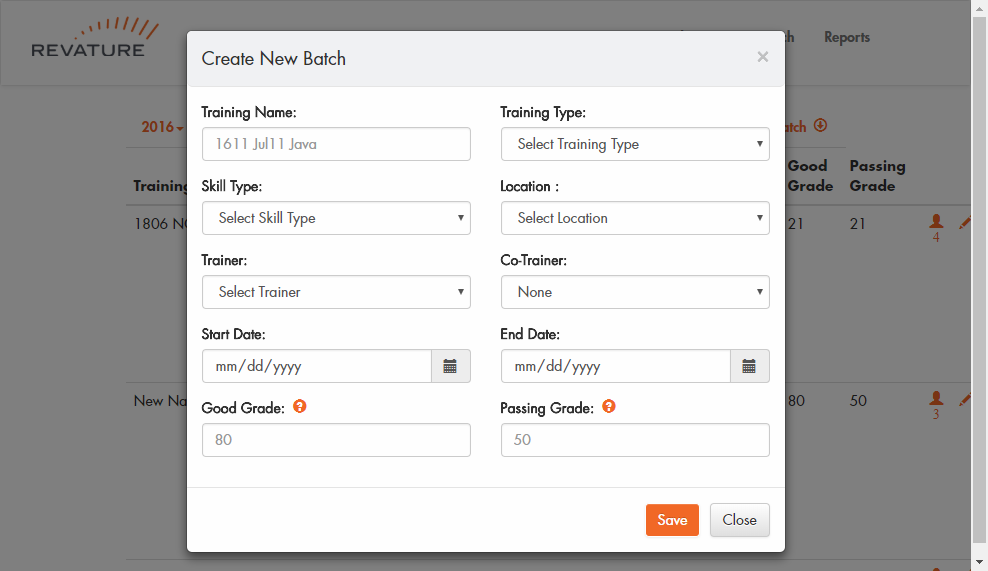 REVATURE
Reports
Create New Batch ×
2016
Training Name: Training Type:
1611 Jul11 Java Select Training Type
Good Grade Passing Grade
Training
Skill Type: Location :
Select Skill Type Select Location
1806 21 21
4
Trainer: Co-Trainer:
Select Trainer None
Start Date: End Date:
mm/dd/yyyy mm/dd/yyyy
New 80 50
3
Good Grade: ? Passing Grade: ?
80 50
Save Close